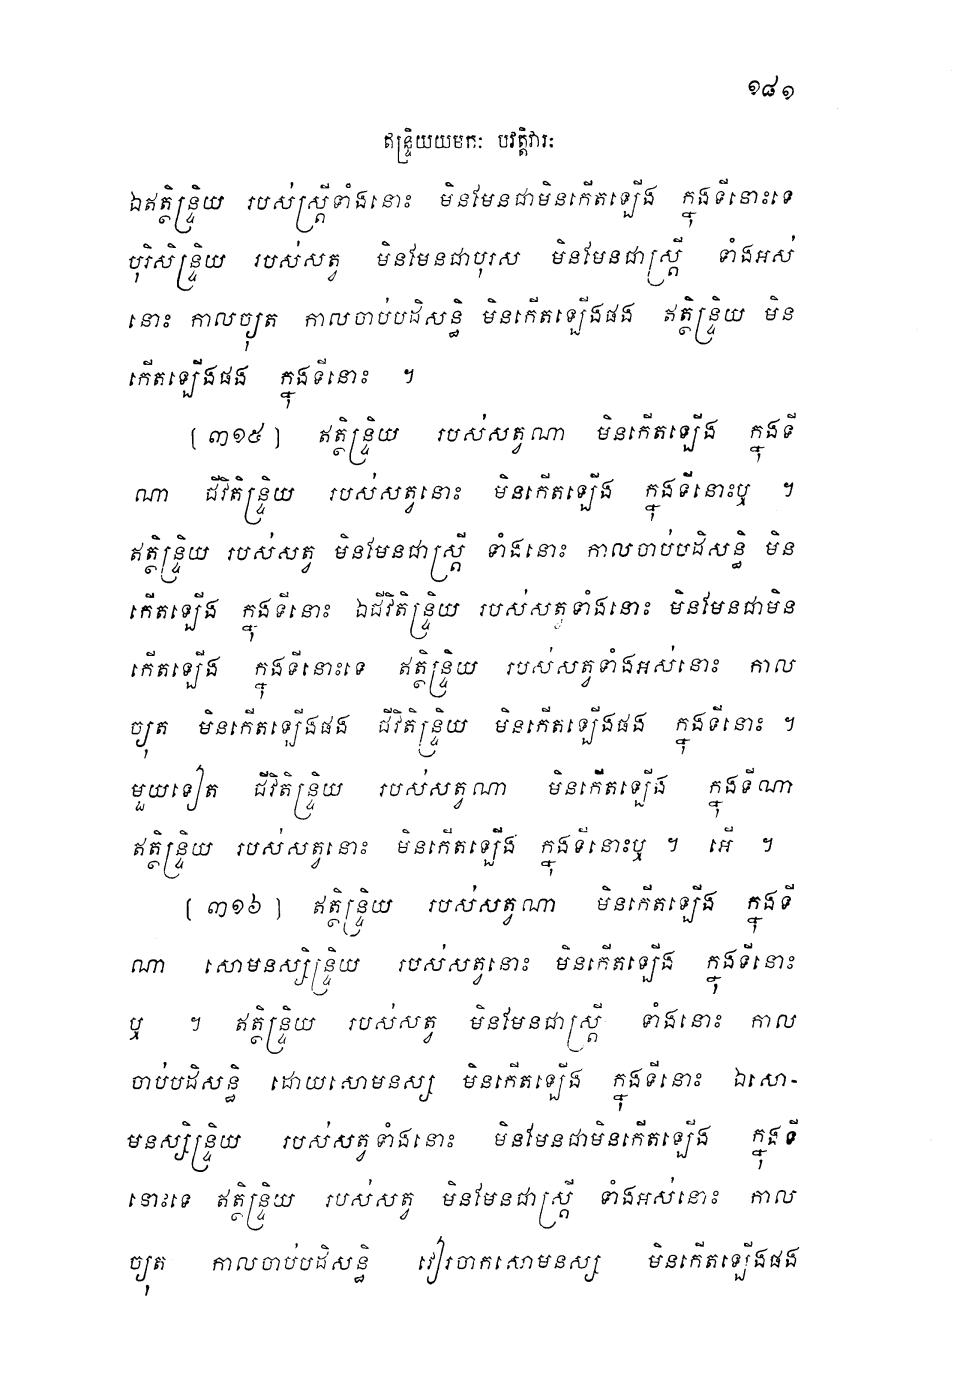 ១៨១
ឥន្ទ្រិយយមកៈ បវត្តិវារៈ
ឯឥត្ថិន្ទ្រិយ របស់ស្ត្រីទាំងនោះ មិនមែនជាមិនកើតឡើង ក្នុងទីនោះទេ
បុរិសិន្ទ្រិយ របស់សត្វ មិនមែនជាបុរស មិនមែនជាស្ត្រី ទាំងអស់
នោះ កាលច្យុត កាលចាប់បដិសន្ធិ មិនកើតឡើងផង ឥត្ថិន្ទ្រិយ មិន
កើតឡើងផង ក្នុងទីនោះ ។
[ ៣១៥ ] ឥត្ថិន្ទ្រិយ របស់សត្វណា មិនកើតឡើង ក្នុងទី
ណា ជីវិតិន្ទ្រិយ របស់សត្វនោះ មិនកើតឡើង ក្នុងទីនោះឬ ។
ឥត្ថិន្ទ្រិយ របស់សត្វ មិនមែនជាស្ត្រី ទាំងនោះ កាលចាប់បដិសន្ធិ មិន
កើតឡើង ក្នុងទីនោះ ឯជីវិតិន្ទ្រិយ របស់សត្វទាំងនោះ មិនមែនជាមិន
កើតឡើង ក្នុងទីនោះទេ ឥត្ថិន្ទ្រិយ របស់សត្វទាំងអស់នោះ កាល
ច្យុត មិនកើតឡើងផង ជីវិតិន្ទ្រិយ មិនកើតឡើងផង ក្នុងទីនោះ ។
មួយទៀត ជីវិតិន្ទ្រិយ របស់សត្វណា មិនកើតឡើង ក្នុងទីណា
ឥត្ថិន្ទ្រិយ របស់សត្វនោះ មិនកើតឡើង ក្នុងទីនោះឬ ។ អើ ។
[ ៣១៦ ] ឥត្ថិន្ទ្រិយ របស់សត្វណា មិនកើតឡើង ក្នុងទី
ណា សោមនស្សិន្ទ្រិយ របស់សត្វនោះ មិនកើតឡើង ក្នុងទីនោះ
ឬ ។ ឥត្ថិន្ទ្រិយ របស់សត្វ មិនមែនជាស្ត្រី ទាំងនោះ កាល
ចាប់បដិសន្ធិ ដោយសោមនស្ស មិនកើតឡើង ក្នុងទីនោះ ឯសោ-
មនស្សិន្ទ្រិយ របស់សត្វទាំងនោះ មិនមែនជាមិនកើតឡើង ក្នុងទី
នោះទេ ឥត្ថិន្ទ្រិយ របស់សត្វ មិនមែនជាស្ត្រី ទាំងអស់នោះ កាល
ច្យុត កាលចាប់បដិសន្ធិ វៀរចាកសោមនស្ស មិនកើតឡើងផង